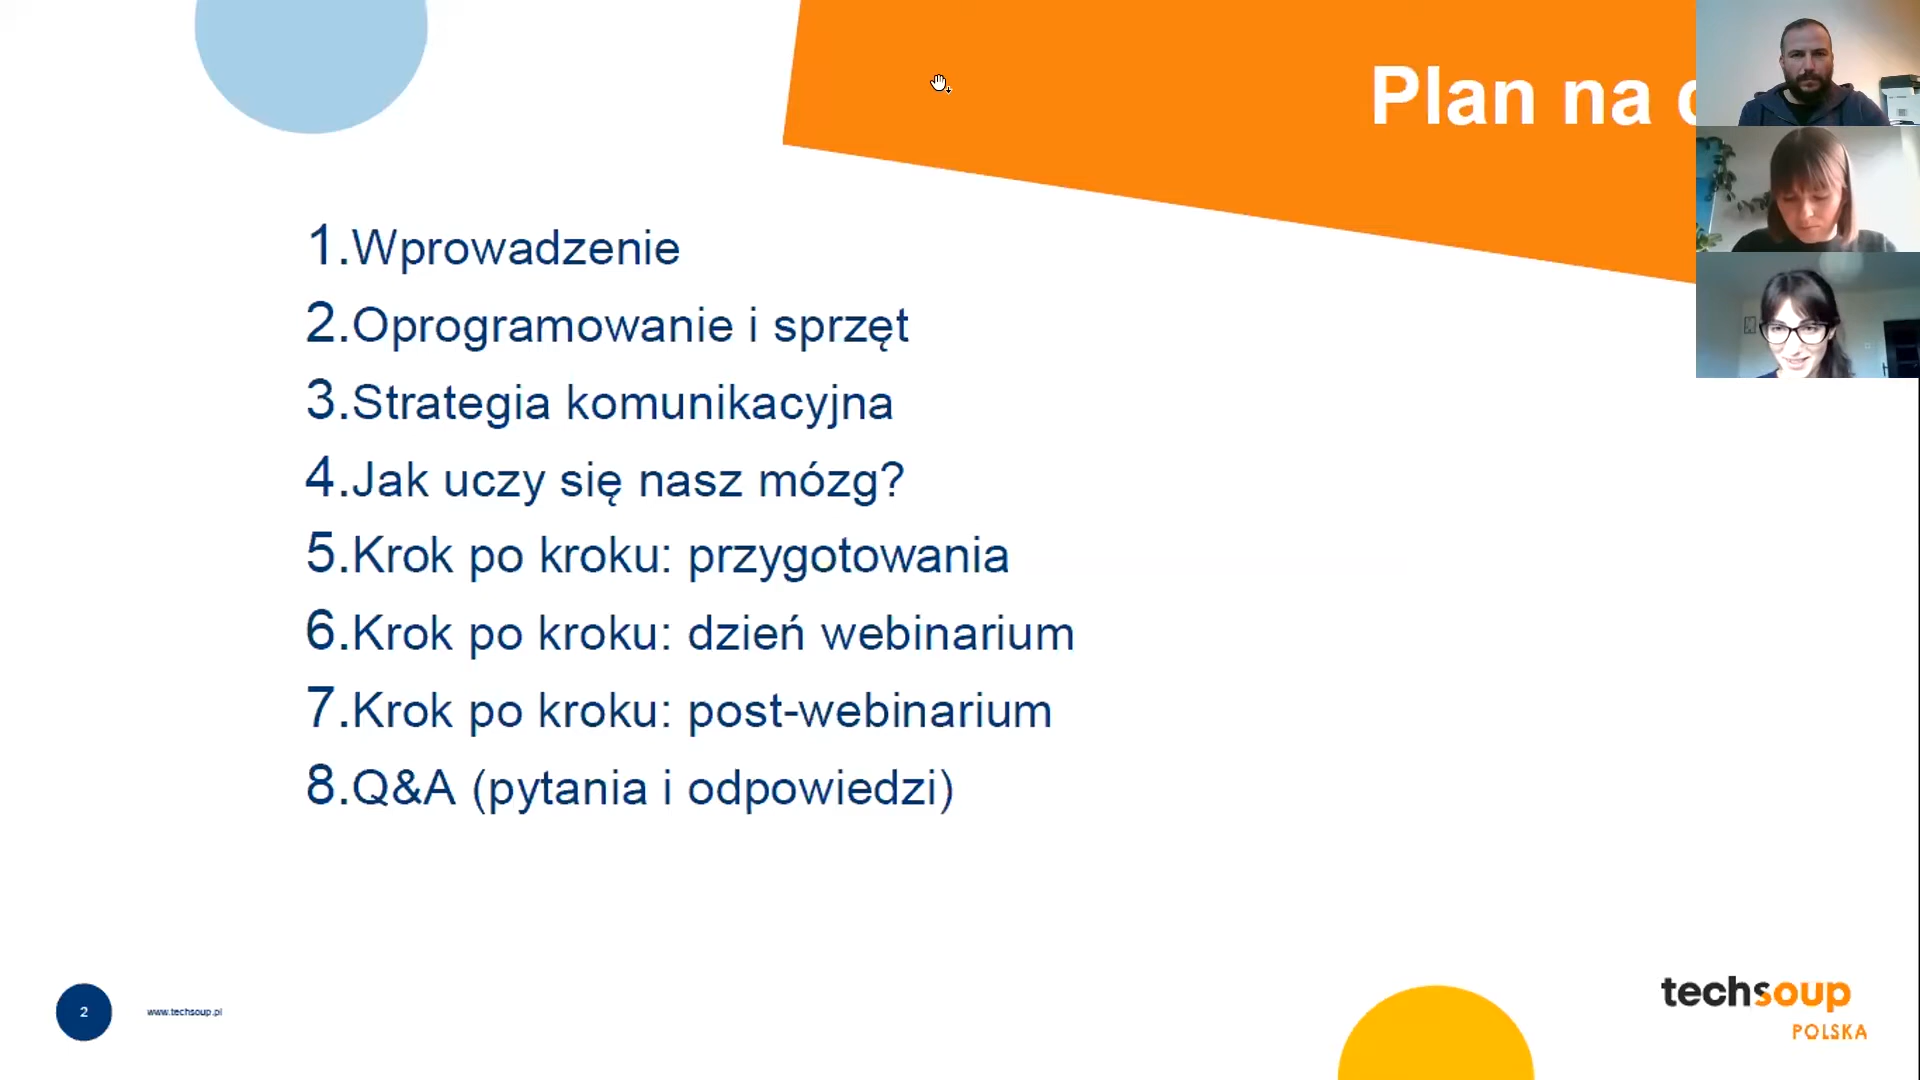 Plan na
1.Wprowadzenie
2.Oprogramowanie i sprzęt
3.Strategia komunikacyjna
4.Jak uczy się nasz mózg?
5.Krok po kroku: przygotowania
6.Krok po kroku: dzień webinarium
7.Krok po kroku: post-webinarium
8.Q&A (pytania i odpowiedzi)
2
www.techsoup.pl
techsoup
POLSKA